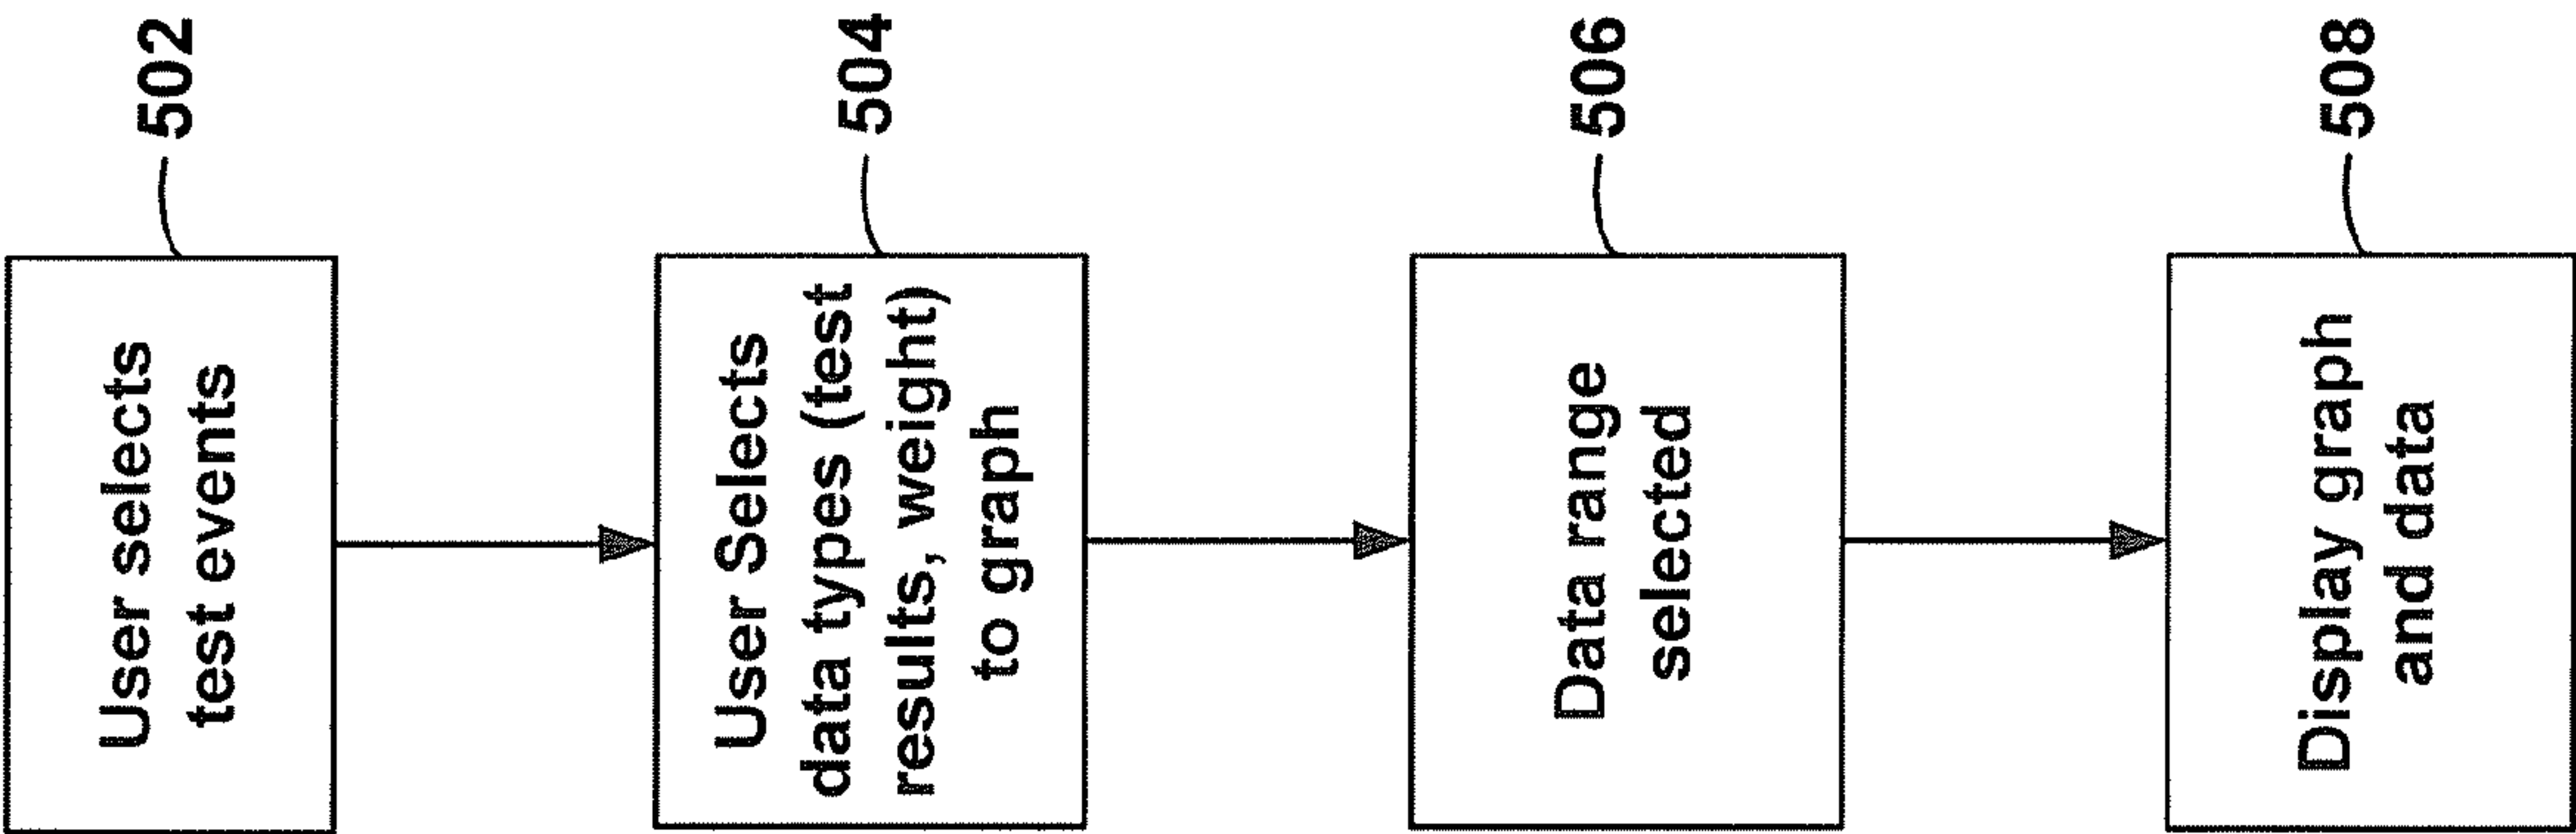 User selects
test events
502
User Selects
data types (test
results, weight)
to graph
504
Data range
selected
506
Display graph
and data
508